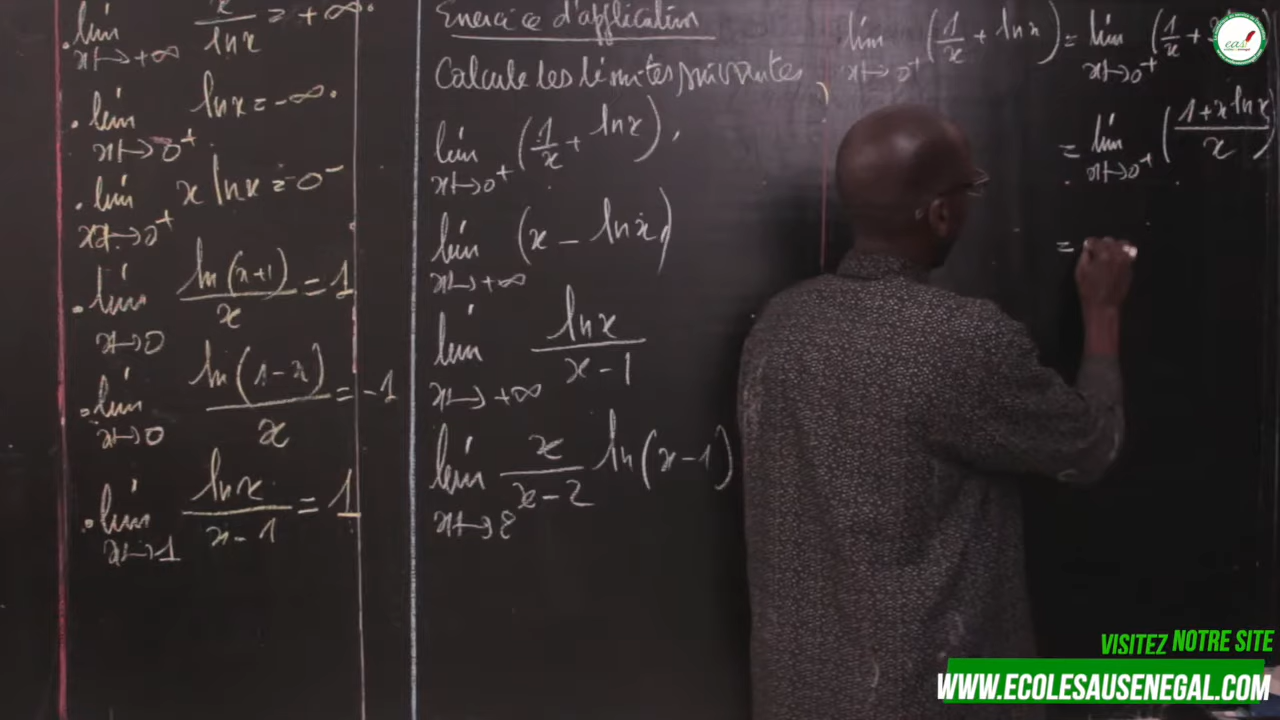 . lim x↦+∞ x/lnx = +∞.
. lim x↦0⁺ lnx = -∞.
. lim x↦0⁺ x lnx = 0⁻
. lim x↦0 ln(x+1)/x = 1
. lim x↦0 ln(1-x)/x = -1
. lim x↦1 lnx/x-1 = 1
Exercice d'application
Calcule les limites suivantes
lim x↦0⁺ (1/x + lnx),
lim x↦+∞ (x - lnx)
lim x↦+∞ lnx/x-1
lim x↦2 x/x-2 ln(x-1)
lim x↦0⁺ (1/x + lnx) = lim x↦0⁺ (1/x +
= lim x↦0⁺ (1+x lnx/x)
=
eas!
VISITEZ NOTRE SITE
WWW.ECOLESAUSENEGAL.COM